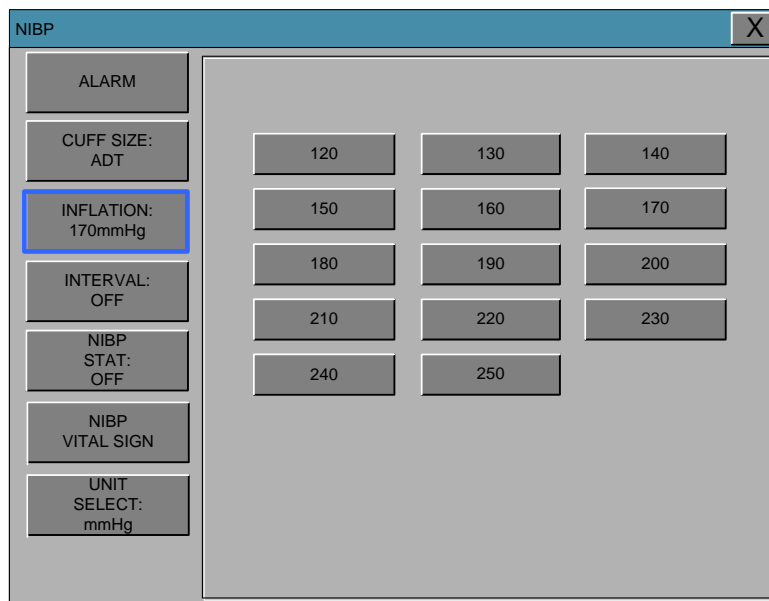 NIBP
X
ALARM
CUFF SIZE:
ADT
INFLATION:
170mmHg
INTERVAL:
OFF
NIBP
STAT:
OFF
NIBP
VITAL SIGN
UNIT
SELECT:
mmHg
120 130 140
150 160 170
180 190 200
210 220 230
240 250